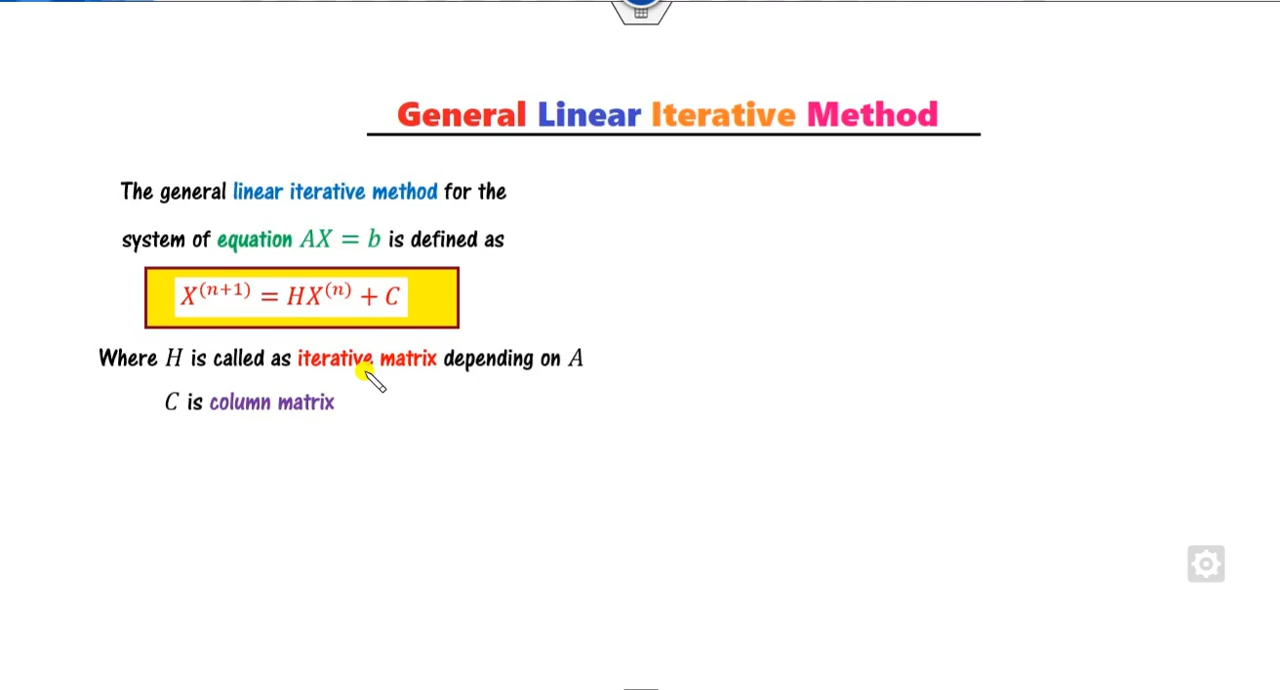 General Linear Iterative Method
The general linear iterative method for the
system of equation AX = b is defined as
X^(n+1) = HX^(n) + C
Where H is called as iterative matrix depending on A
C is column matrix